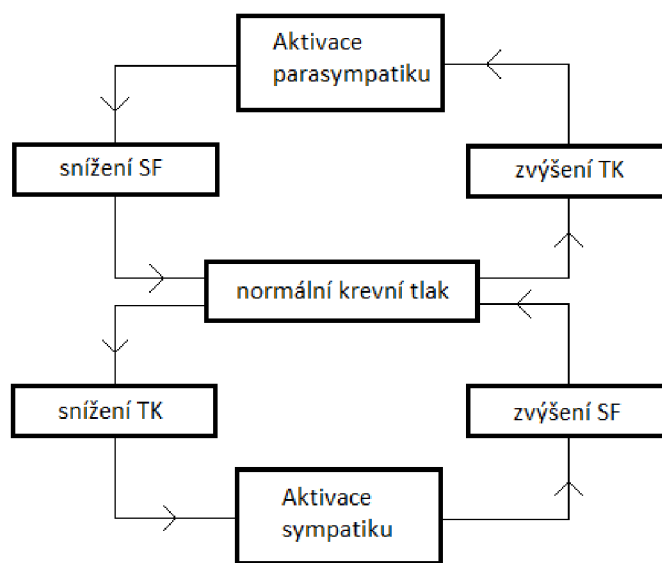 Aktivace
parasympatiku
snížení SF
zvýšení TK
normální krevní tlak
snížení TK
zvýšení SF
Aktivace
sympatiku